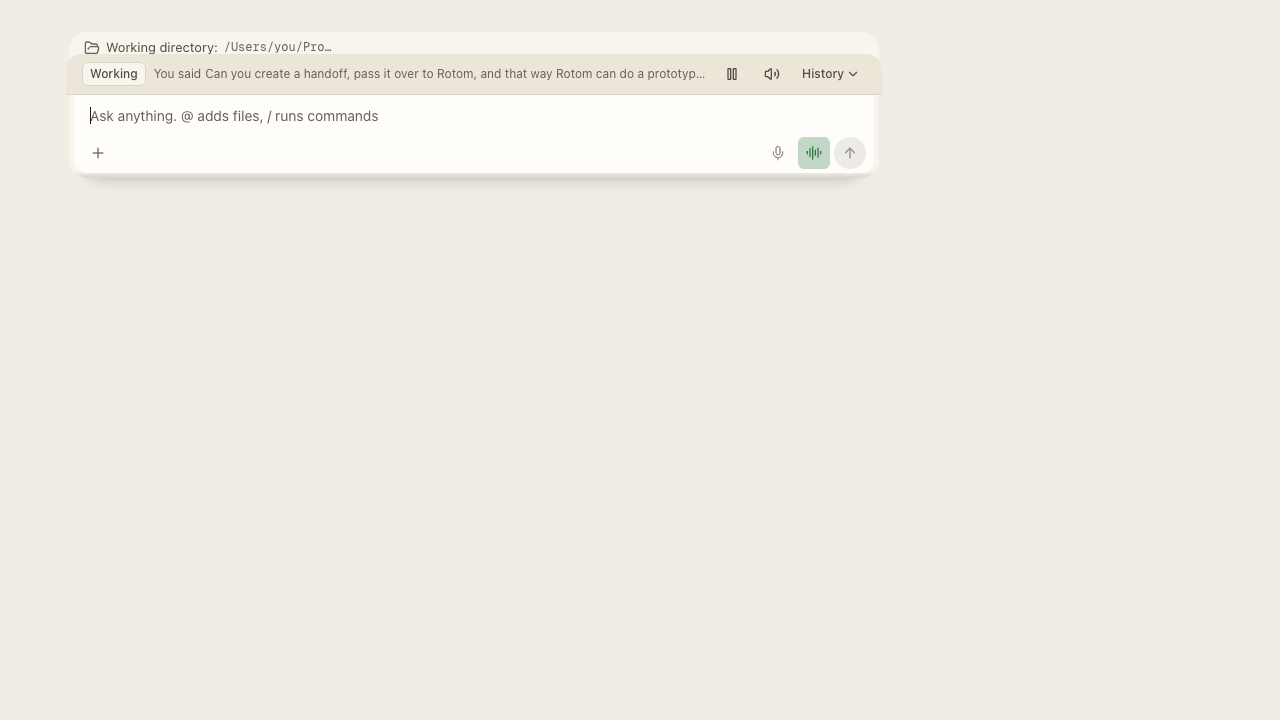 Working directory: /Users/you/Pro…
Working You said Can you create a handoff, pass it over to Rotom, and that way Rotom can do a prototyp... History
Ask anything. @ adds files, / runs commands